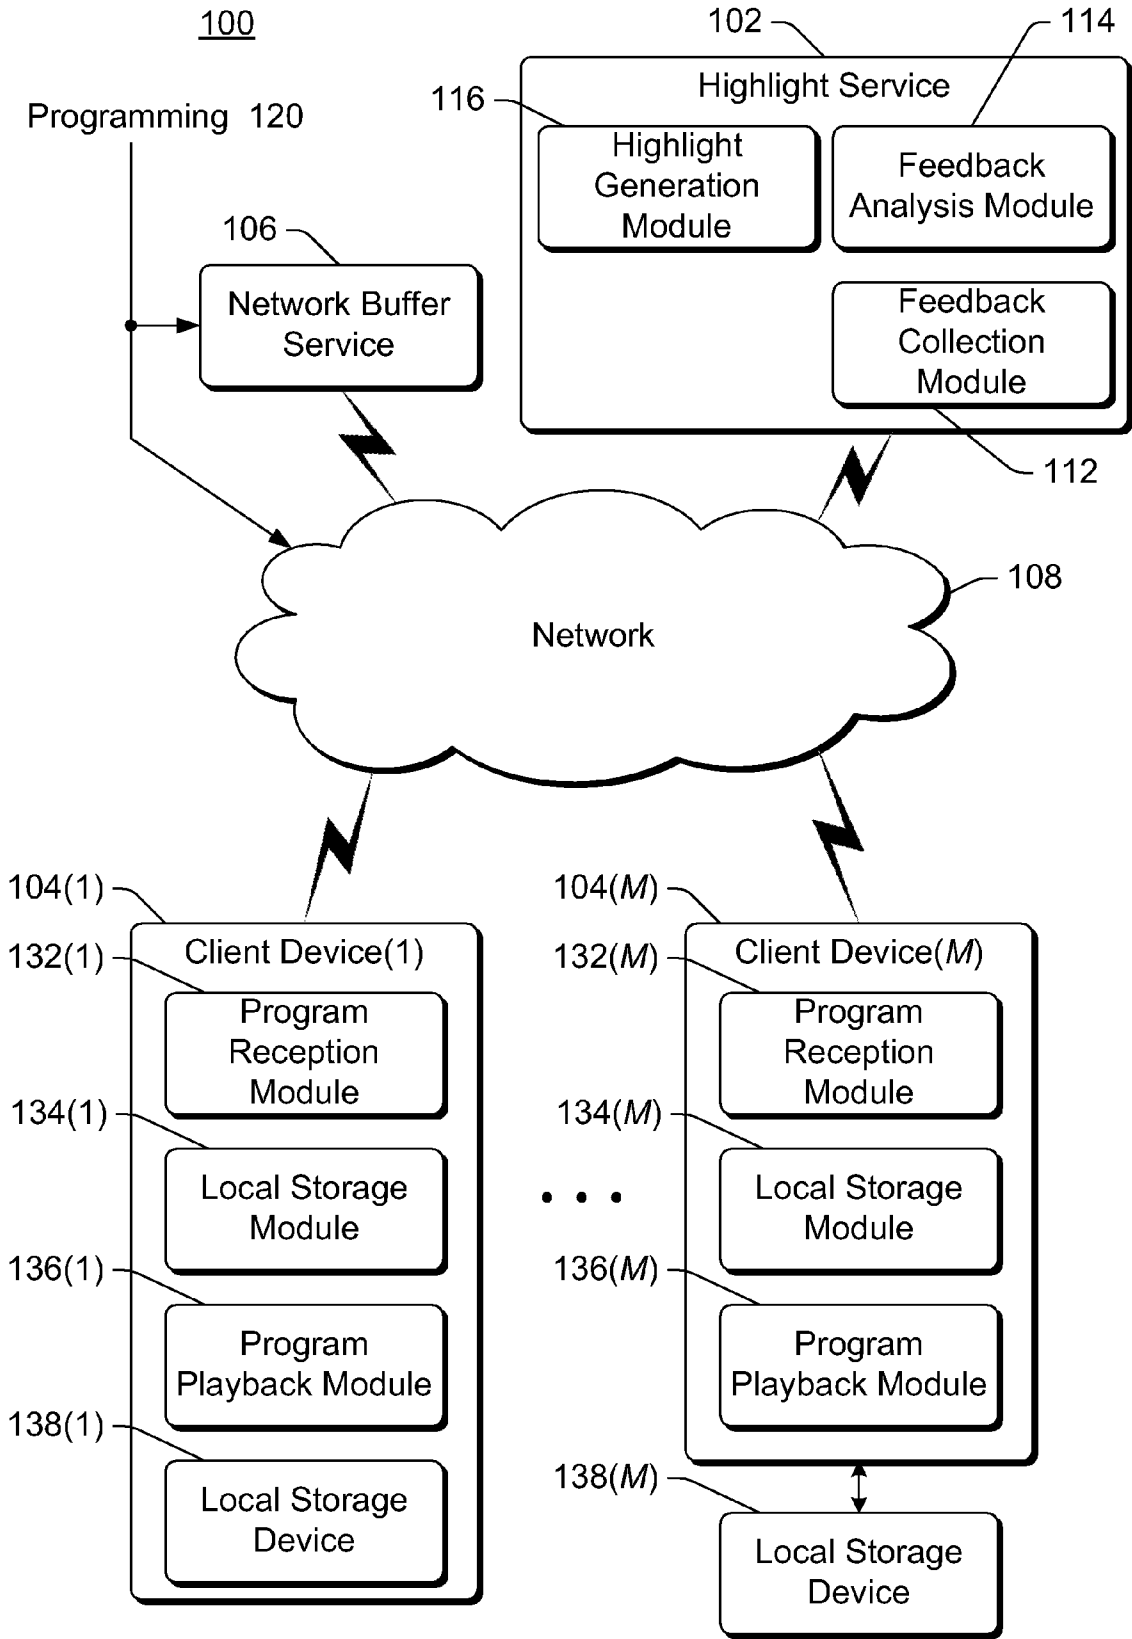 100
102
114
Highlight Service
116
Programming 120
Highlight
Generation
Module
Feedback
Analysis Module
106
Network Buffer
Service
Feedback
Collection
Module
112
108
Network
104(1)
Client Device(1)
132(1)
Program
Reception
Module
134(1)
Local Storage
Module
136(1)
Program
Playback Module
138(1)
Local Storage
Device
. . .
104(M)
Client Device(M)
132(M)
Program
Reception
Module
134(M)
Local Storage
Module
136(M)
Program
Playback Module
138(M)
Local Storage
Device